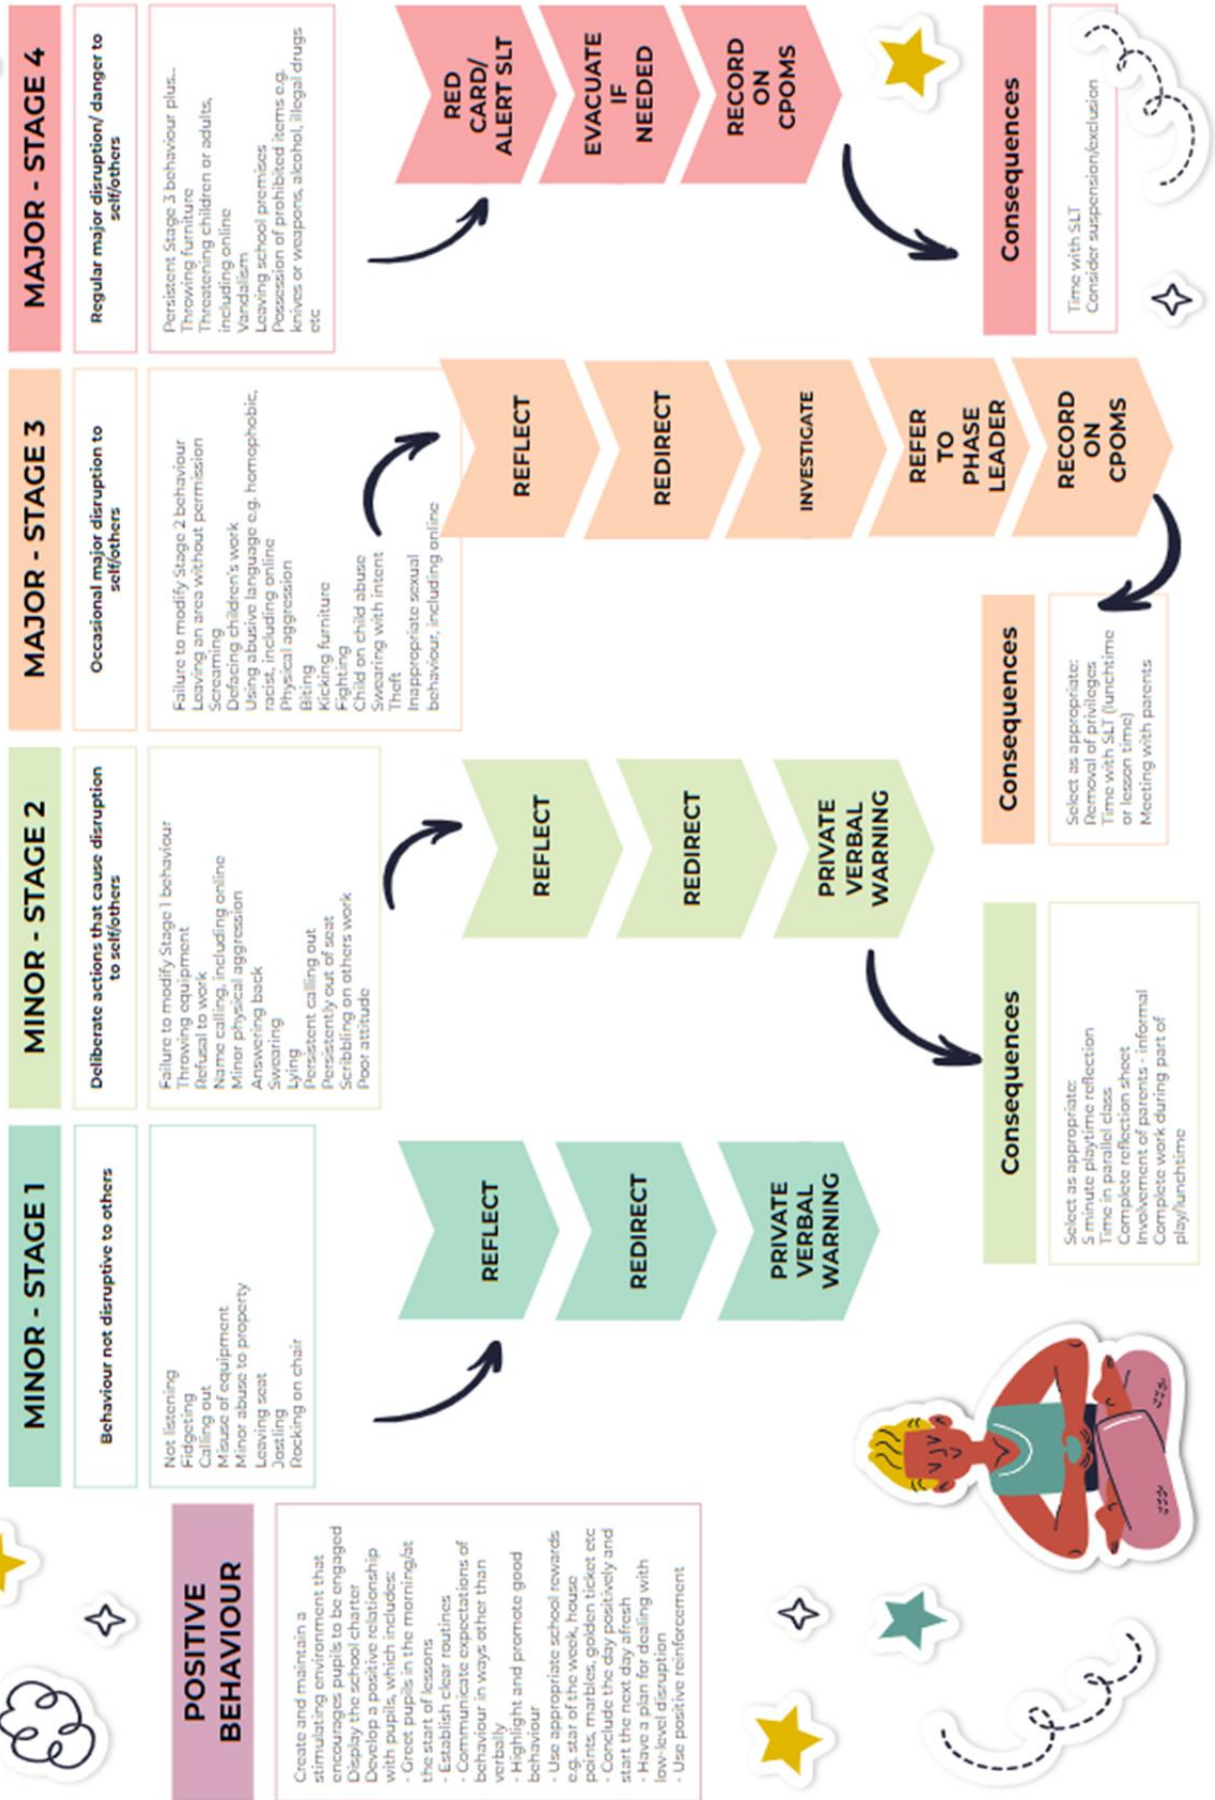 POSITIVE
BEHAVIOUR
Create and maintain a
stimulating environment that
encourages pupils to be engaged
Display the school charter
Develop a positive relationship
with pupils, which includes:
- Greet pupils in the morning/at
the start of lessons
- Establish clear routines
- Communicate expectations of
behaviour in ways other than
verbally
- Highlight and promote good
behaviour
- Use appropriate school rewards
e.g. star of the week, house
points, marbles, golden ticket etc
- Conclude the day positively and
start the next day afresh
- Have a plan for dealing with
low-level disruption
- Use positive reinforcement
MINOR - STAGE 1
Behaviour not disruptive to others
Not listening
Fidgeting
Calling out
Misuse of equipment
Minor abuse to property
Leaving seat
Jostling
Rocking on chair
REFLECT
REDIRECT
PRIVATE
VERBAL
WARNING
MINOR - STAGE 2
Deliberate actions that cause disruption
to self/others
Failure to modify Stage 1 behaviour
Throwing equipment
Refusal to work
Name calling, including online
Minor physical aggression
Answering back
Swearing
Lying
Persistent calling out
Persistently out of seat
Scribbling on others work
Poor attitude
REFLECT
REDIRECT
PRIVATE
VERBAL
WARNING
Consequences
Select as appropriate:
5 minute playtime reflection
Time in parallel class
Complete reflection sheet
Involvement of parents - informal
Complete work during part of
play/lunchtime
MAJOR - STAGE 3
Occasional major disruption to
self/others
Failure to modify Stage 2 behaviour
Leaving an area without permission
Screaming
Defacing children's work
Using abusive language e.g. homophobic,
racist, including online
Physical aggression
Biting
Kicking furniture
Fighting
Child on child abuse
Swearing with intent
Theft
Inappropriate sexual
behaviour, including online
REFLECT
REDIRECT
INVESTIGATE
REFER
TO
PHASE
LEADER
RECORD
ON
CPOMS
Consequences
Select as appropriate:
Removal of privileges
Time with SLT (lunchtime
or lesson time)
Meeting with parents
MAJOR - STAGE 4
Regular major disruption/ danger to
self/others
Persistent Stage 3 behaviour plus...
Throwing furniture
Threatening children or adults,
including online
Vandalism
Leaving school premises
Possession of prohibited items e.g.
knives or weapons, alcohol, illegal drugs
etc
RED
CARD/
ALERT SLT
EVACUATE
IF
NEEDED
RECORD
ON
CPOMS
Consequences
Time with SLT
Consider suspension/exclusion